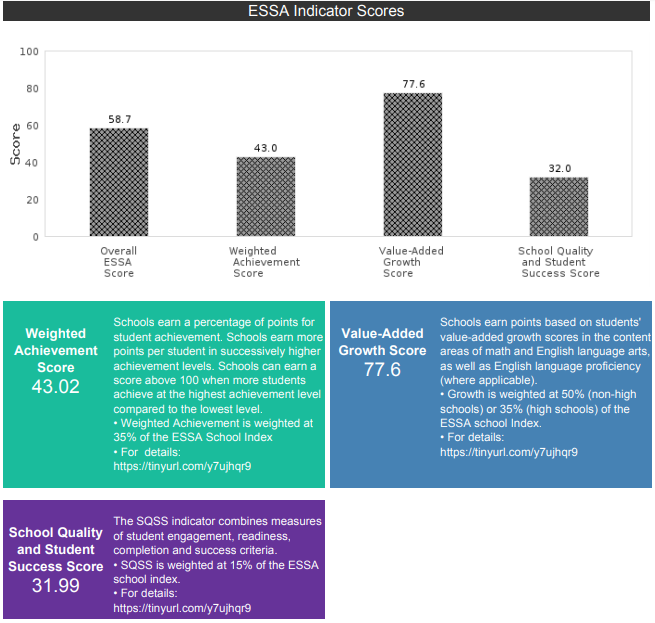 ESSA Indicator Scores
100
80
60
40
20
0
Score
58.7
43.0
77.6
32.0
Overall
ESSA
Score
Weighted
Achievement
Score
Value-Added
Growth
Score
School Quality
and Student
Success Score
Weighted
Achievement
Score
43.02
Schools earn a percentage of points for
student achievement. Schools earn more
points per student in successively higher
achievement levels. Schools can earn a
score above 100 when more students
achieve at the highest achievement level
compared to the lowest level.
• Weighted Achievement is weighted at
35% of the ESSA School Index
• For details:
https://tinyurl.com/y7ujhqr9
Value-Added
Growth Score
77.6
Schools earn points based on students'
value-added growth scores in the content
areas of math and English language arts,
as well as English language proficiency
(where applicable).
• Growth is weighted at 50% (non-high
schools) or 35% (high schools) of the
ESSA school Index.
• For details:
https://tinyurl.com/y7ujhqr9
School Quality
and Student
Success Score
31.99
The SQSS indicator combines measures
of student engagement, readiness,
completion and success criteria.
• SQSS is weighted at 15% of the ESSA
school index.
• For details:
https://tinyurl.com/y7ujhqr9